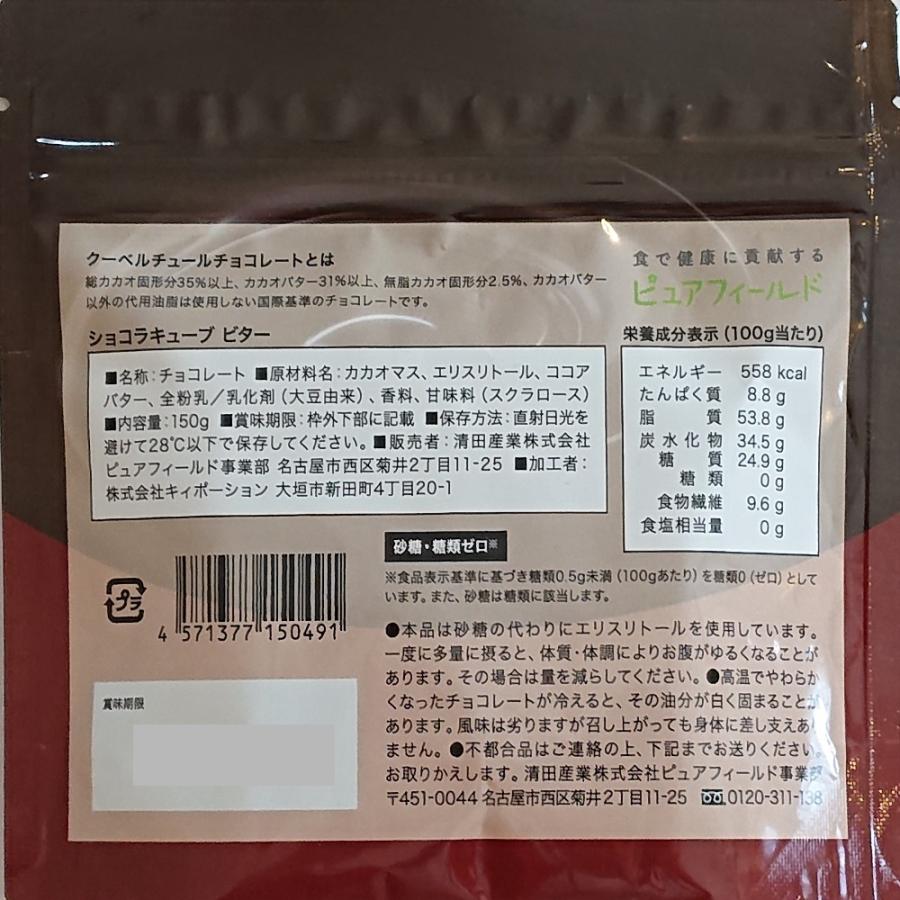 クーベルチュールチョコレートとは
総カカオ固形分35%以上、カカオバター31%以上、無脂カカオ固形分2.5%、カカオバター
以外の代用油脂は使用しない国際基準のチョコレートです。
食で健康に貢献する
ピュアフィールド
ショコラキューブ ビター
■名称:チョコレート ■原材料名:カカオマス、エリスリトール、ココア
バター、全粉乳/乳化剤(大豆由来)、香料、甘味料(スクラロース)
■内容量:150g ■賞味期限:枠外下部に記載 ■保存方法:直射日光を
避けて28℃以下で保存してください。■販売者:清田産業株式会社
ピュアフィールド事業部 名古屋市西区菊井2丁目11-25 ■加工者:
株式会社キィポーション 大垣市新田町4丁目20-1
栄養成分表示(100g当たり)
エネルギー 558 kcal
たんぱく質 8.8 g
脂 質 53.8 g
炭水化物 34.5 g
糖 質 24.9 g
糖 類 0 g
食物繊維 9.6 g
食塩相当量 0 g
砂糖・糖類ゼロ※
※食品表示基準に基づき糖類0.5g未満(100gあたり)を糖類0(ゼロ)として
います。また、砂糖は糖類に該当します。
プラ
4 571377 150491
賞味期限
●本品は砂糖の代わりにエリスリトールを使用しています。
一度に多量に摂ると、体質・体調によりお腹がゆるくなることが
あります。その場合は量を減らしてください。●高温でやわらか
くなったチョコレートが冷えると、その油分が白く固まることが
あります。風味は劣りますが召し上がっても身体に差し支えあり
ません。●不都合品はご連絡の上、下記までお送りください。
お取りかえします。清田産業株式会社ピュアフィールド事業部
〒451-0044 名古屋市西区菊井2丁目11-25 0120-311-138